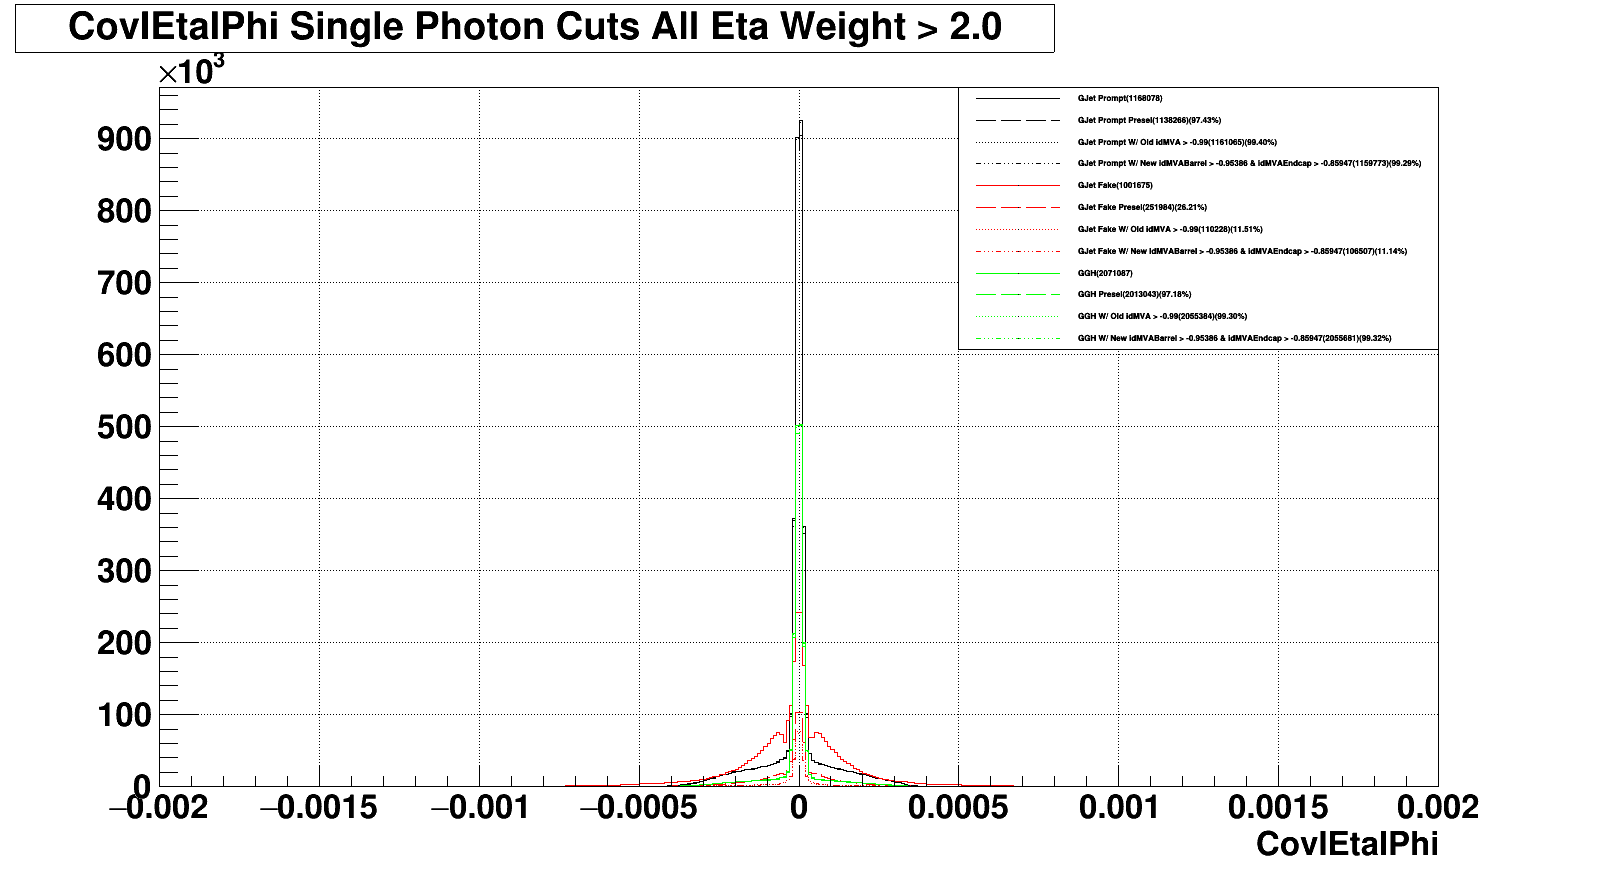 CovIEtaIPhi Single Photon Cuts All Eta Weight > 2.0
×10³
GJet Prompt(1168078)
GJet Prompt Presel(1138266)(97.43%)
GJet Prompt W/ Old idMVA > -0.99(1161065)(99.40%)
GJet Prompt W/ New idMVABarrel > -0.95386 & idMVAEndcap > -0.85947(1159773)(99.29%)
GJet Fake(1001675)
GJet Fake Presel(251984)(26.21%)
GJet Fake W/ Old idMVA > -0.99(110228)(11.51%)
GJet Fake W/ New idMVABarrel > -0.95386 & idMVAEndcap > -0.85947(106507)(11.14%)
GGH(2071087)
GGH Presel(2013043)(97.18%)
GGH W/ Old idMVA > -0.99(2055384)(99.30%)
GGH W/ New idMVABarrel > -0.95386 & idMVAEndcap > -0.85947(2055681)(99.32%)
900
800
700
600
500
400
300
200
100
0
−0.002 −0.0015 −0.001 −0.0005 0 0.0005 0.001 0.0015 0.002
CovIEtaIPhi